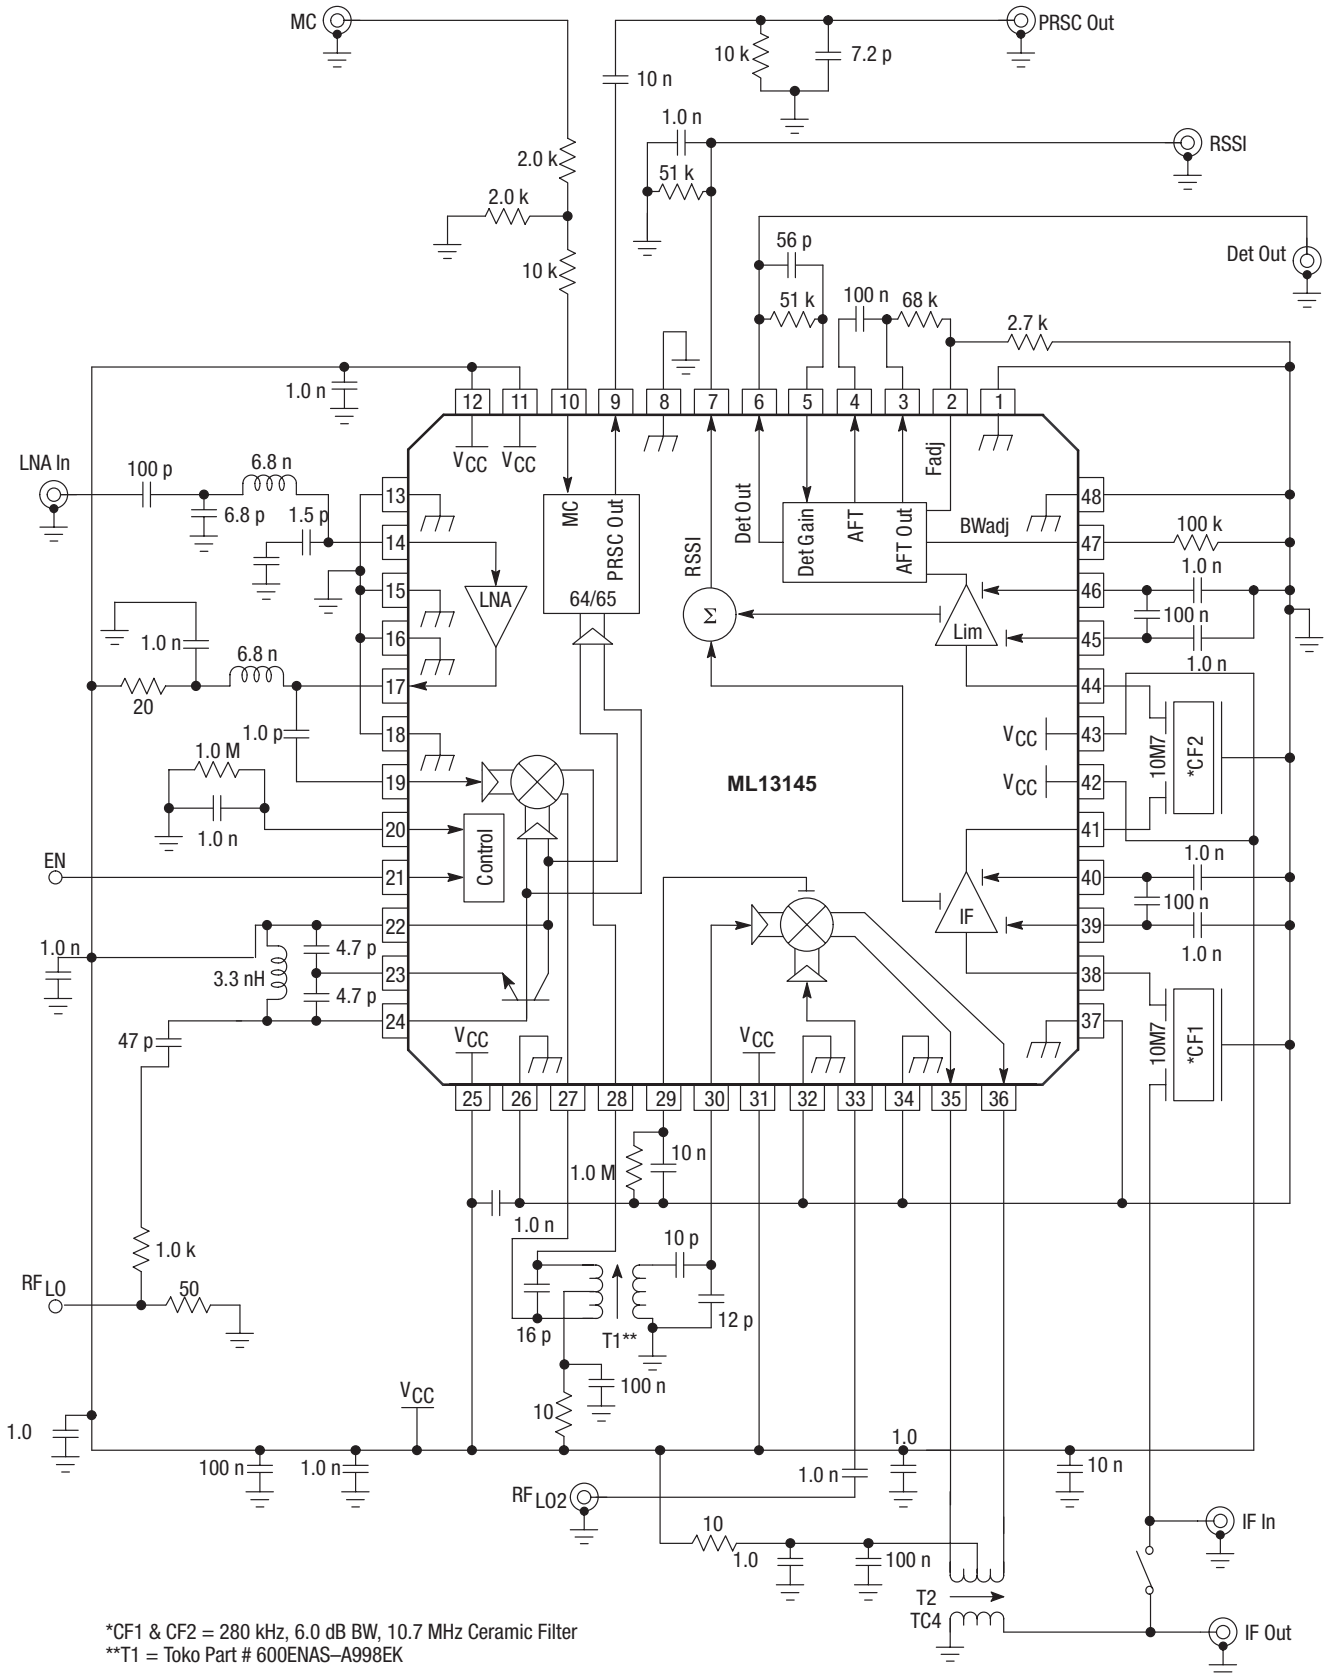 MC
PRSC Out
10 k
7.2 p
10 n
1.0 n
RSSI
2.0 k
51 k
2.0 k
Det Out
56 p
10 k
51 k
100 n
68 k
2.7 k
1.0 n
12
11
10
9
8
7
6
5
4
3
2
1
VCC
VCC
LNA In
100 p
6.8 n
6.8 p
1.5 p
13
14
15
16
17
18
19
20
21
22
23
24
MC
PRSC Out
64/65
LNA
RSSI
Det Out
Det Gain
AFT
AFT Out
Fadj
BWadj
Σ
Lim
48
47
46
45
44
43
42
41
40
39
38
37
100 k
1.0 n
100 n
1.0 n
1.0 n
6.8 n
20
1.0 p
1.0 M
1.0 n
VCC
VCC
10M7
*CF2
ML13145
Control
EN
IF
1.0 n
100 n
1.0 n
1.0 n
3.3 nH
4.7 p
4.7 p
47 p
10M7
*CF1
VCC
VCC
25
26
27
28
29
30
31
32
33
34
35
36
1.0 M
10 n
1.0 n
10 p
1.0 k
RFLO
50
16 p
T1**
12 p
100 n
10
VCC
1.0
100 n
1.0 n
1.0 n
1.0
10 n
RFLO2
10
1.0
100 n
IF In
T2
TC4
IF Out
*CF1 & CF2 = 280 kHz, 6.0 dB BW, 10.7 MHz Ceramic Filter
**T1 = Toko Part # 600ENAS–A998EK